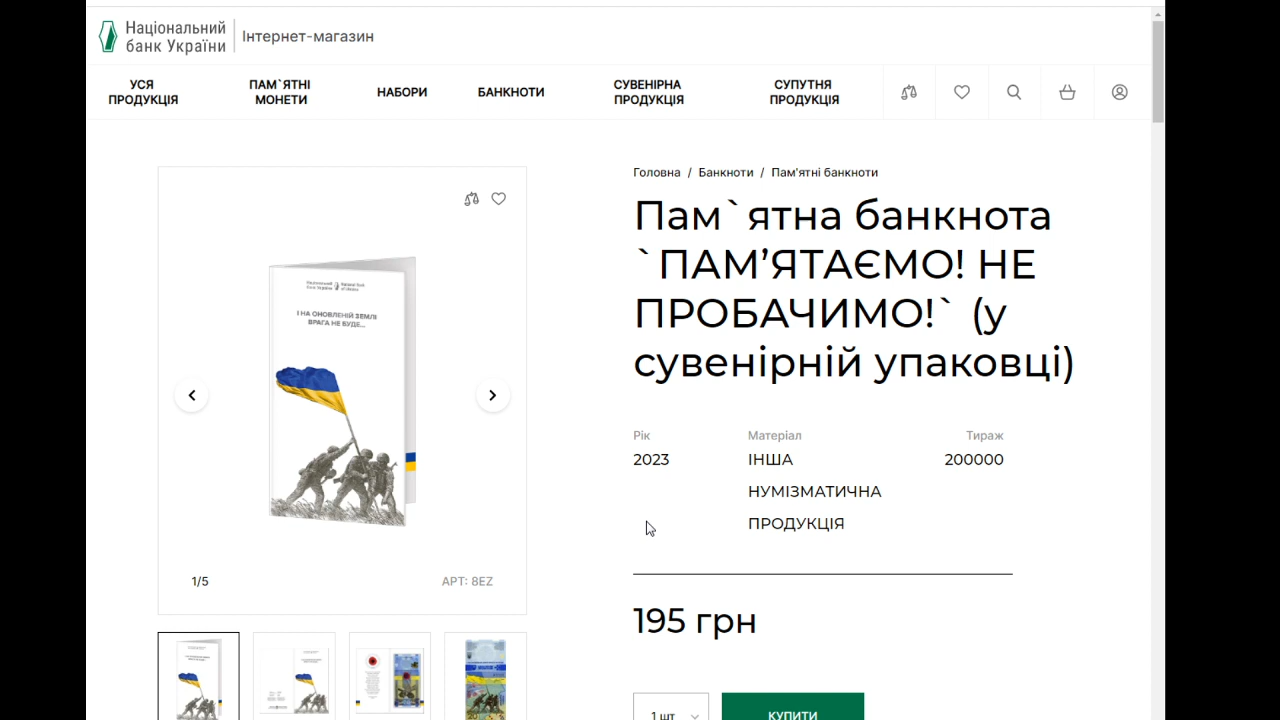 Національний
банк України
Інтернет-магазин
УСЯ
ПРОДУКЦІЯ
ПАМ`ЯТНІ
МОНЕТИ
НАБОРИ
БАНКНОТИ
СУВЕНІРНА
ПРОДУКЦІЯ
СУПУТНЯ
ПРОДУКЦІЯ
І НА ОНОВЛЕНІЙ ЗЕМЛІ
ВРАГА НЕ БУДЕ...
1/5
АРТ: 8EZ
Головна / Банкноти / Пам'ятні банкноти
Пам`ятна банкнота
`ПАМ’ЯТАЄМО! НЕ
ПРОБАЧИМО!` (у
сувенірній упаковці)
Рік
2023
Матеріал
ІНША
НУМІЗМАТИЧНА
ПРОДУКЦІЯ
Тираж
200000
195 грн
1 шт
КУПИТИ